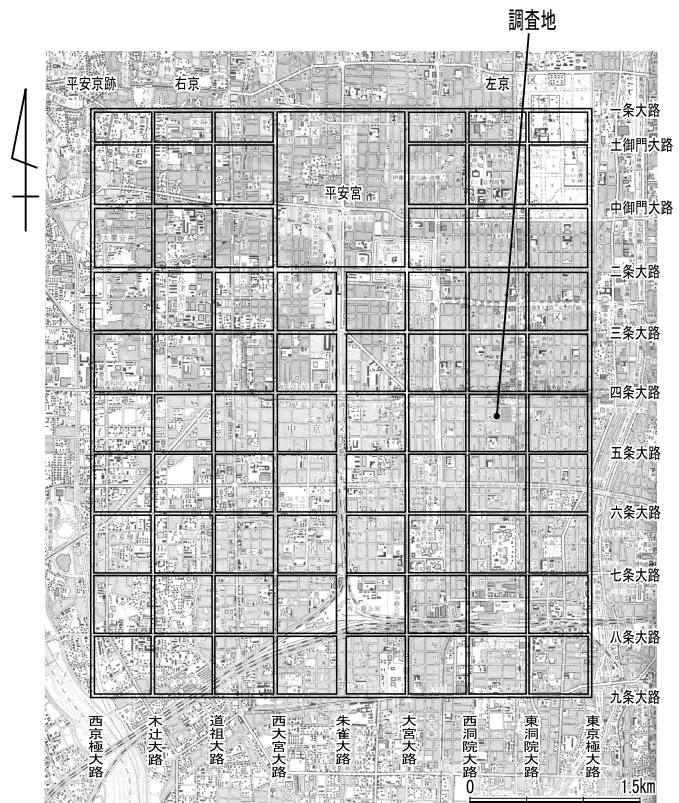 調査地
平安京跡
右京
左京
一条大路
土御門大路
平安宮
中御門大路
二条大路
三条大路
四条大路
五条大路
六条大路
七条大路
八条大路
九条大路
西京極大路
木辻大路
道祖大路
西大宮大路
朱雀大路
大宮大路
西洞院大路
東洞院大路
東京極大路
0
1.5km